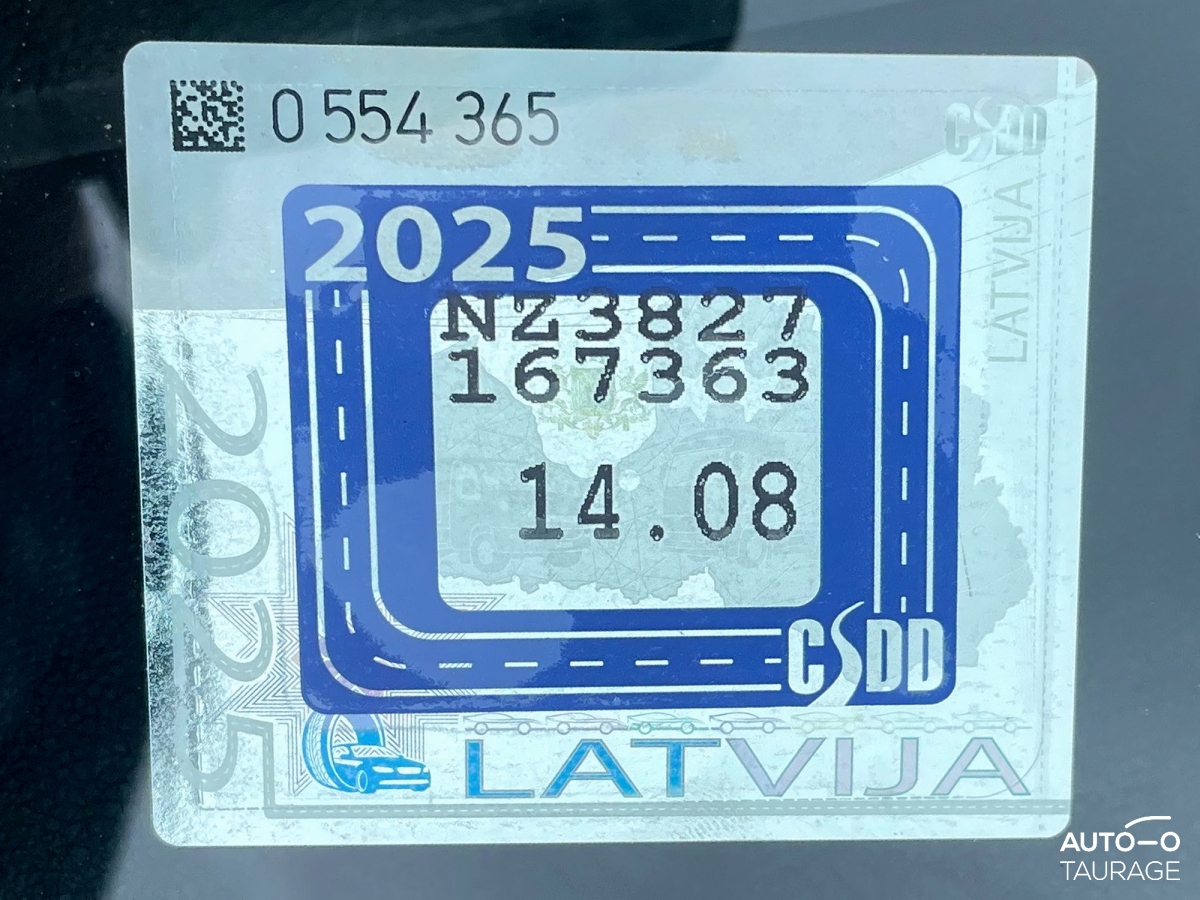 0 554 365
CSDD
LATVIJA
2025
NZ3827
167363
14.08
2025
CSDD
LATVIJA
AUTO-O
TAURAGE